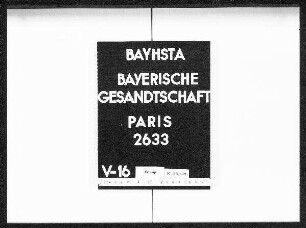 BAYHSTA
BAYERISCHE
GESANDTSCHAFT
PARIS
2633
V-16